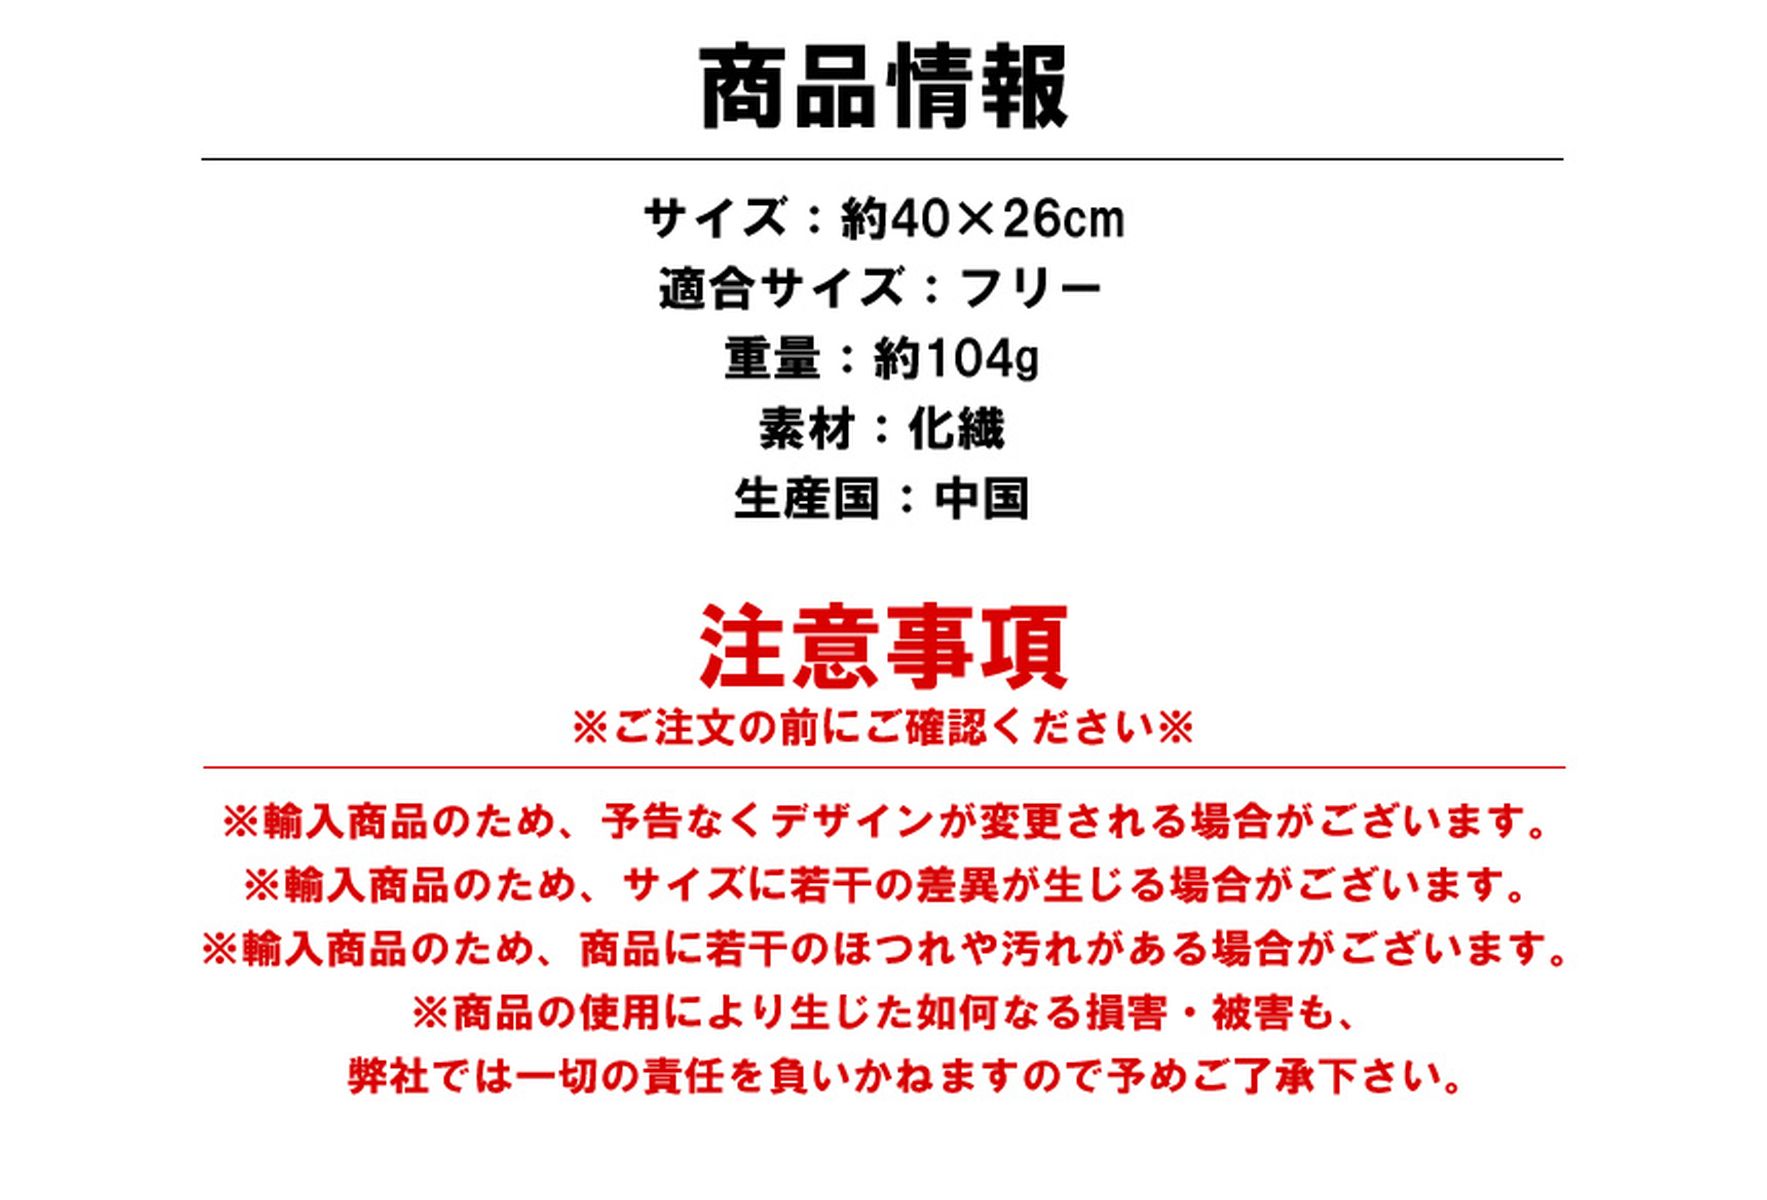 商品情報
サイズ：約40×26cm
適合サイズ：フリー
重量：約104g
素材：化繊
生産国：中国
注意事項
※ご注文の前にご確認ください※
※輸入商品のため、予告なくデザインが変更される場合がございます。
※輸入商品のため、サイズに若干の差異が生じる場合がございます。
※輸入商品のため、商品に若干のほつれや汚れがある場合がございます。
※商品の使用により生じた如何なる損害・被害も、
弊社では一切の責任を負いかねますので予めご了承下さい。